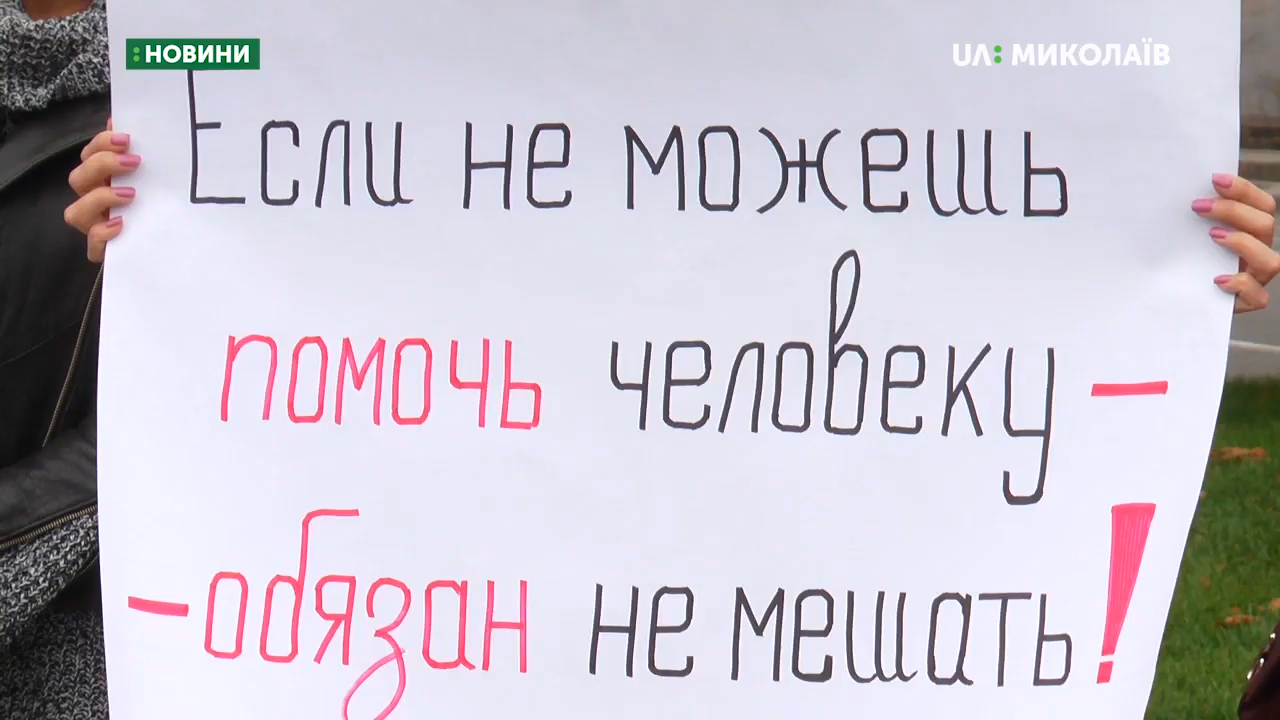 :НОВИНИ
UA: МИКОЛАЇВ
Если не можешь
помочь человеку –
– обязан не мешать!